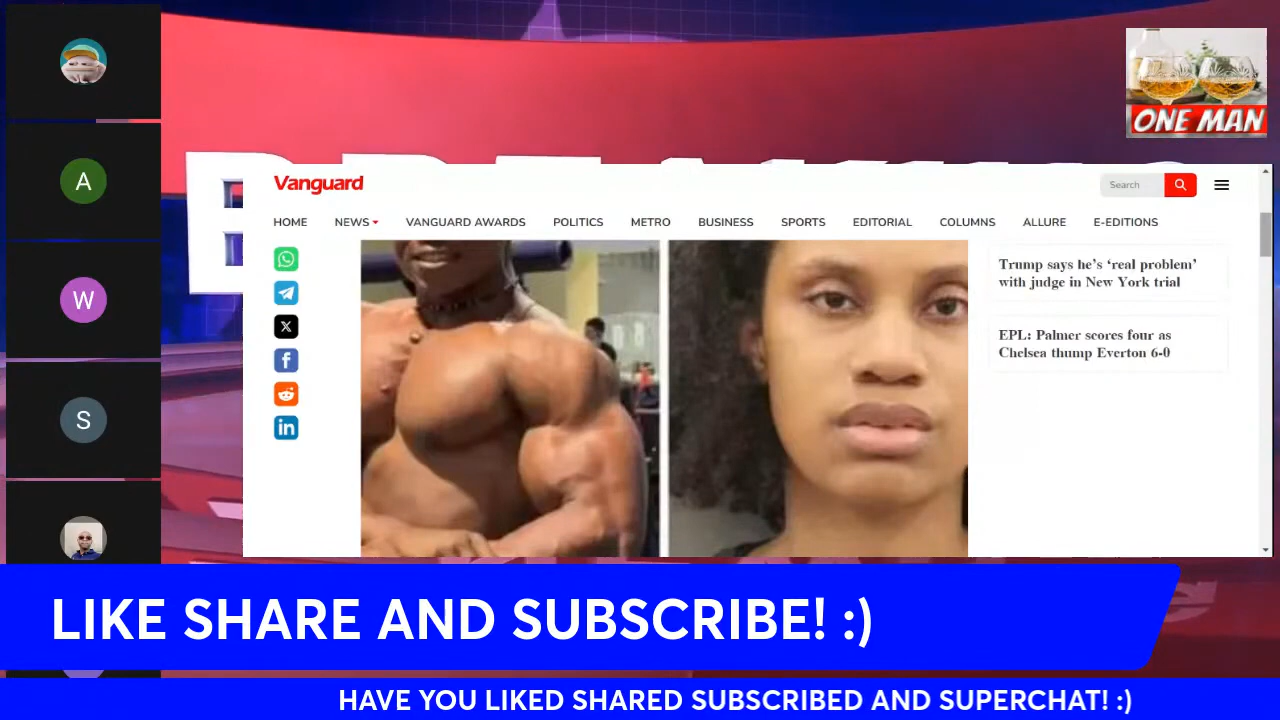 A
W
S
ONE MAN
Vanguard
Search
HOME
NEWS
VANGUARD AWARDS
POLITICS
METRO
BUSINESS
SPORTS
EDITORIAL
COLUMNS
ALLURE
E-EDITIONS
Trump says he's ‘real problem’
with judge in New York trial
EPL: Palmer scores four as
Chelsea thump Everton 6-0
LIKE SHARE AND SUBSCRIBE! :)
HAVE YOU LIKED SHARED SUBSCRIBED AND SUPERCHAT! :)